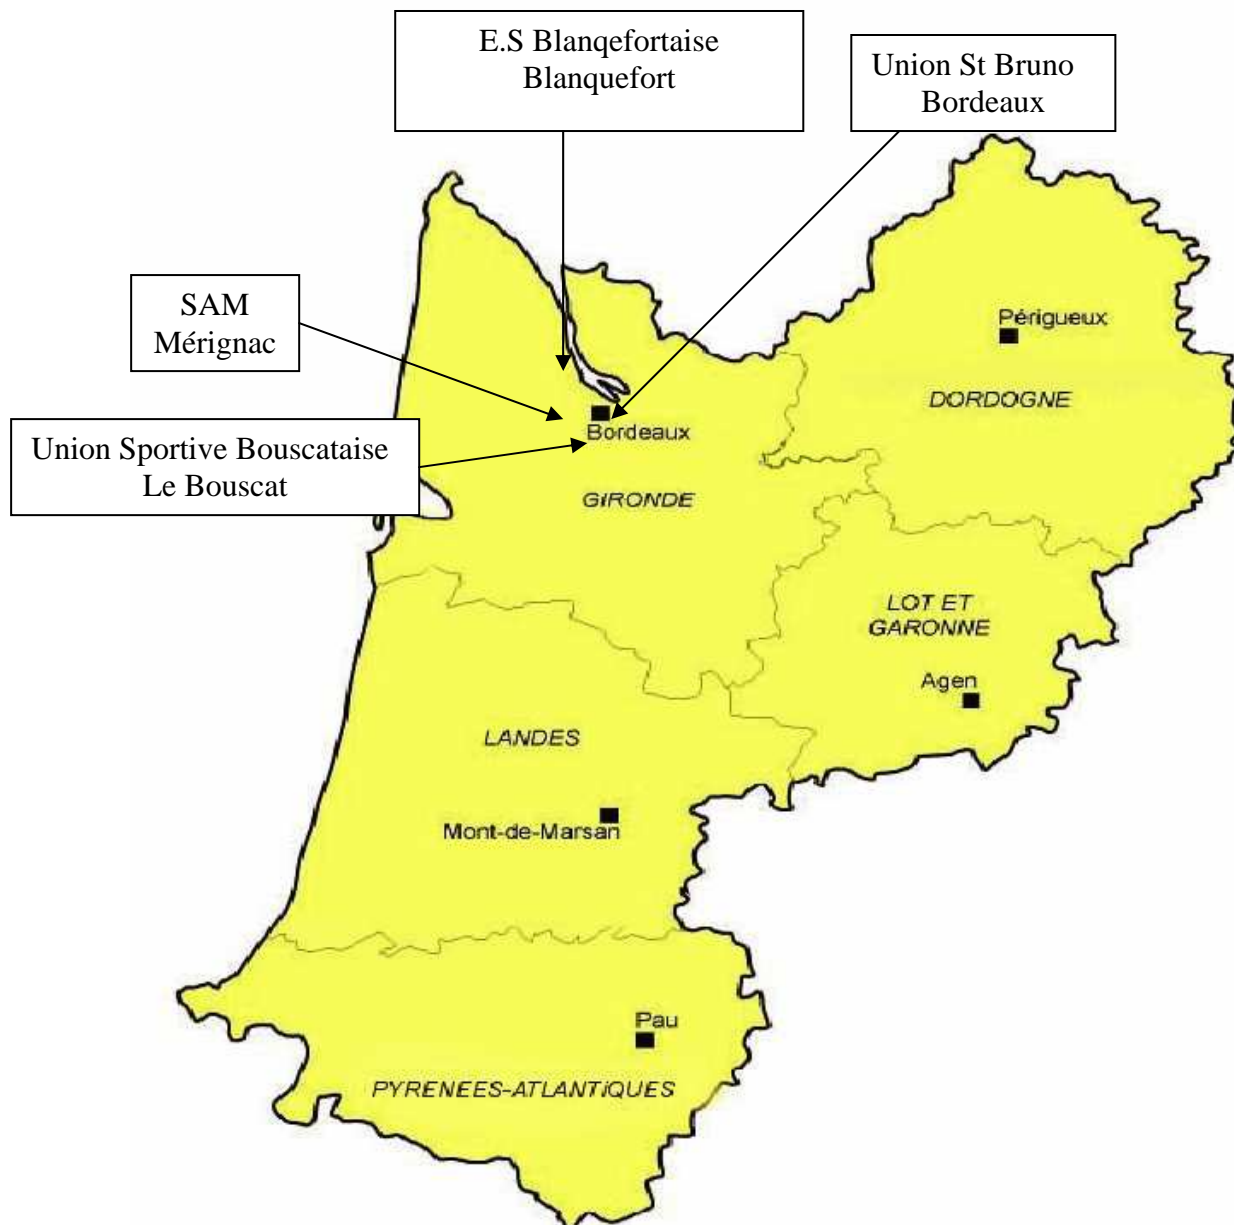 E.S Blanqefortaise
Blanquefort
Union St Bruno
Bordeaux
SAM
Mérignac
Périgueux
DORDOGNE
Union Sportive Bouscataise
Le Bouscat
Bordeaux
GIRONDE
LOT ET
GARONNE
Agen
LANDES
Mont-de-Marsan
Pau
PYRENEES-ATLANTIQUES